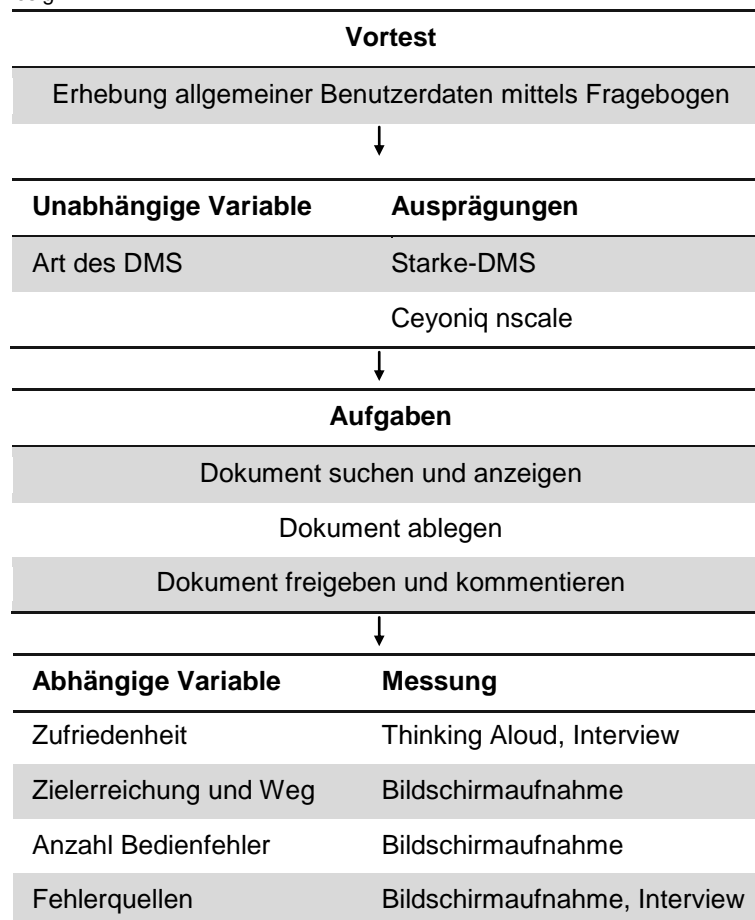 Vortest
Erhebung allgemeiner Benutzerdaten mittels Fragebogen
Unabhängige Variable Ausprägungen
Art des DMS Starke-DMS
Ceyoniq nscale
Aufgaben
Dokument suchen und anzeigen
Dokument ablegen
Dokument freigeben und kommentieren
Abhängige Variable Messung
Zufriedenheit Thinking Aloud, Interview
Zielerreichung und Weg Bildschirmaufnahme
Anzahl Bedienfehler Bildschirmaufnahme
Fehlerquellen Bildschirmaufnahme, Interview